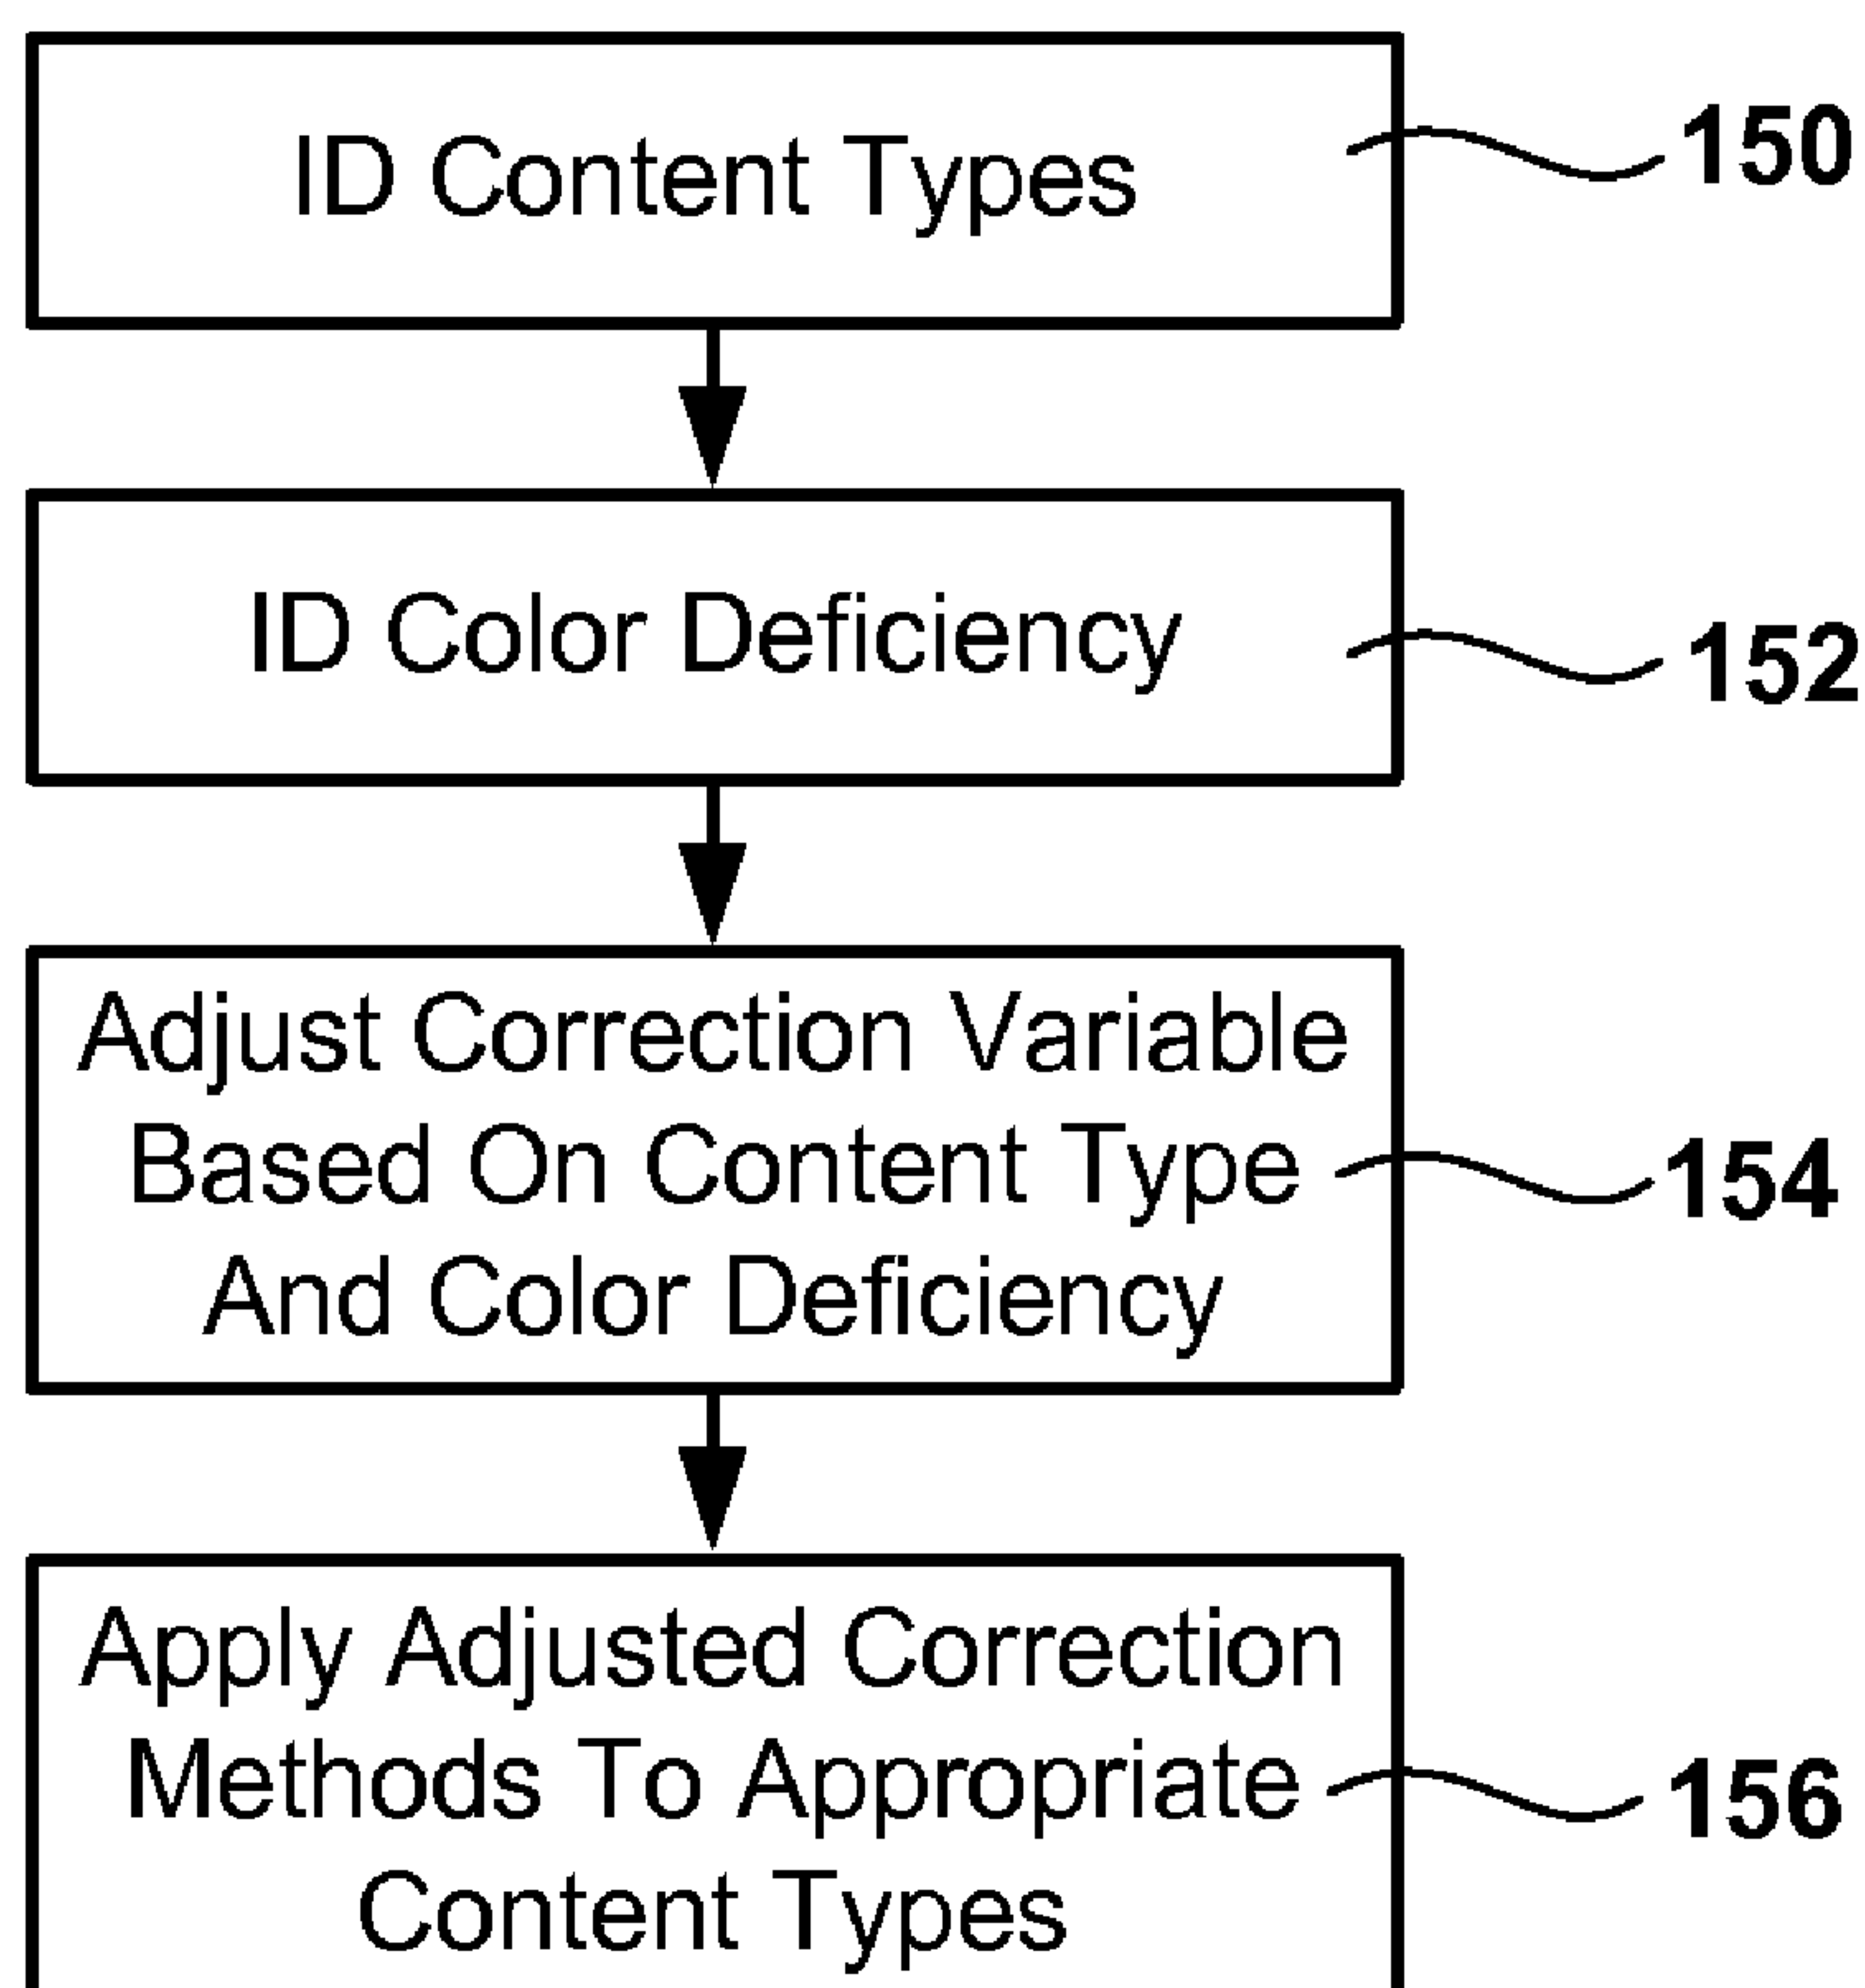 ID Content Types
150
ID Color Deficiency
152
Adjust Correction Variable
Based On Content Type
And Color Deficiency
154
Apply Adjusted Correction
Methods To Appropriate
Content Types
156